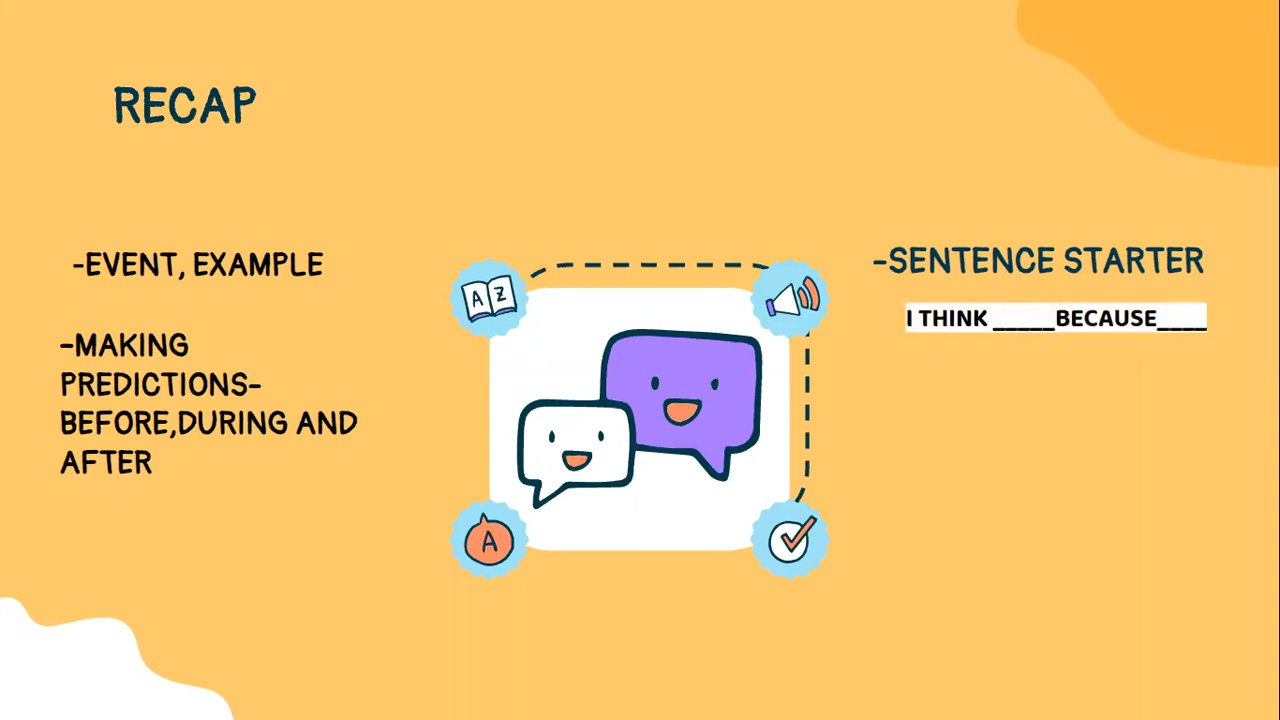 RECAP
-EVENT, EXAMPLE
-MAKING
PREDICTIONS-
BEFORE,DURING AND
AFTER
A Z
A
-SENTENCE STARTER
I THINK _____BECAUSE____